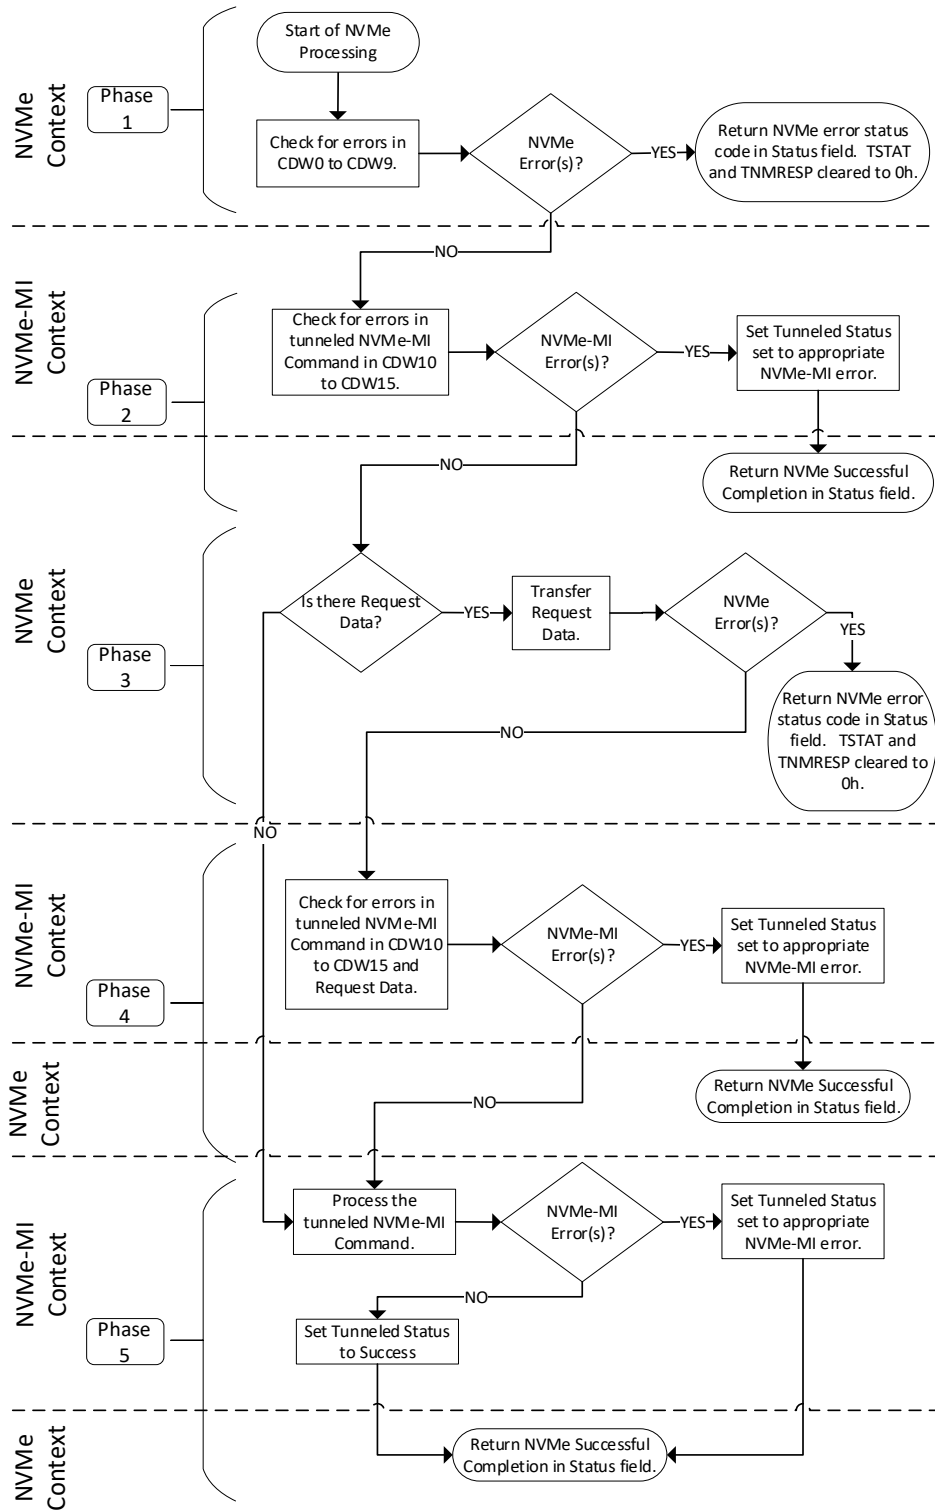 NVMe
Context
Phase
1
Start of NVMe
Processing
Check for errors in
CDW0 to CDW9.
NVMe
Error(s)?
YES
Return NVMe error status
code in Status field.  TSTAT
and TNMRESP cleared to 0h.
NO
NVMe-MI
Context
Phase
2
Check for errors in
tunneled NVMe-MI
Command in CDW10
to CDW15.
NVMe-MI
Error(s)?
YES
Set Tunneled Status
set to appropriate
NVMe-MI error.
NO
Return NVMe Successful
Completion in Status field.
NVMe
Context
Phase
3
Is there Request
Data?
YES
Transfer
Request
Data.
NVMe
Error(s)?
YES
Return NVMe error
status code in Status
field.  TSTAT and
TNMRESP cleared to
0h.
NO
NO
NVMe-MI
Context
Phase
4
Check for errors in
tunneled NVMe-MI
Command in CDW10
to CDW15 and
Request Data.
NVMe-MI
Error(s)?
YES
Set Tunneled Status
set to appropriate
NVMe-MI error.
NVMe
Context
NO
Return NVMe Successful
Completion in Status field.
NVMe-MI
Context
Phase
5
Process the
tunneled NVMe-MI
Command.
NVMe-MI
Error(s)?
YES
Set Tunneled Status
set to appropriate
NVMe-MI error.
NO
Set Tunneled Status
to Success
NVMe
Context
Return NVMe Successful
Completion in Status field.